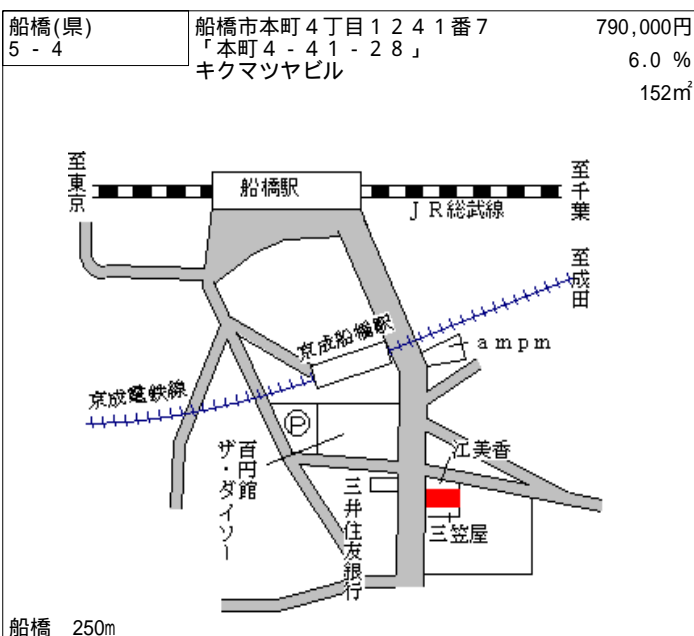 船橋(県)
5 - 4
船橋市本町４丁目１２４１番７
「本町４-４１-２８」
キクマツヤビル
790,000円
6.0 %
152㎡
至東京
船橋駅
至千葉
ＪＲ総武線
至成田
京成船橋駅
ａｍｐｍ
京成電鉄線
Ⓟ
百円館
ザ・ダイソー
江美香
三井住友銀行
三笠屋
船橋 250m